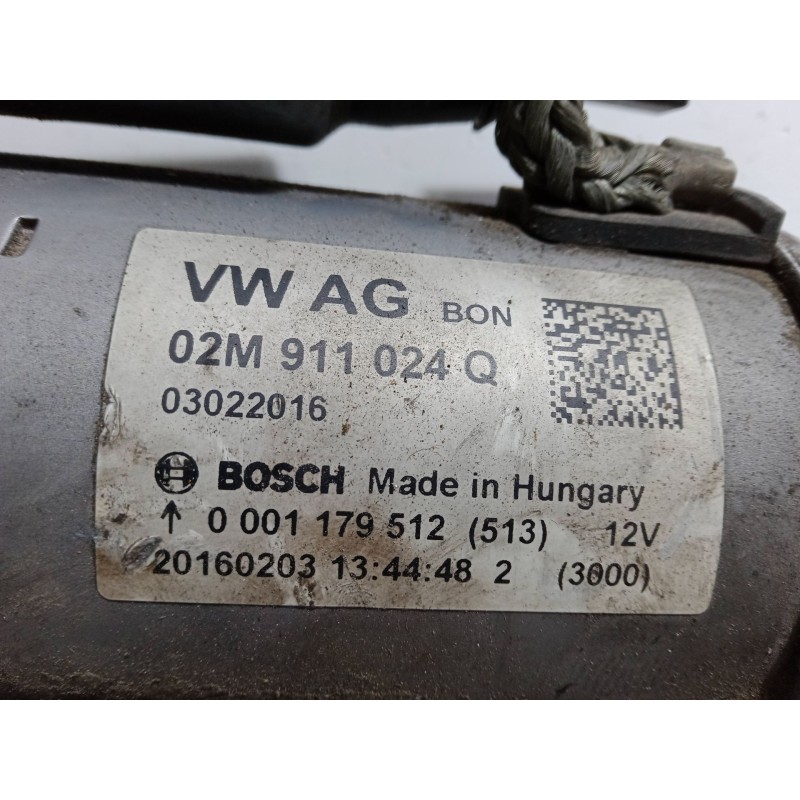 VW AG BON
02M 911 024 Q
03022016
BOSCH Made in Hungary
↑ 0 001 179 512 (513) 12V
20160203 13:44:48 2 (3000)